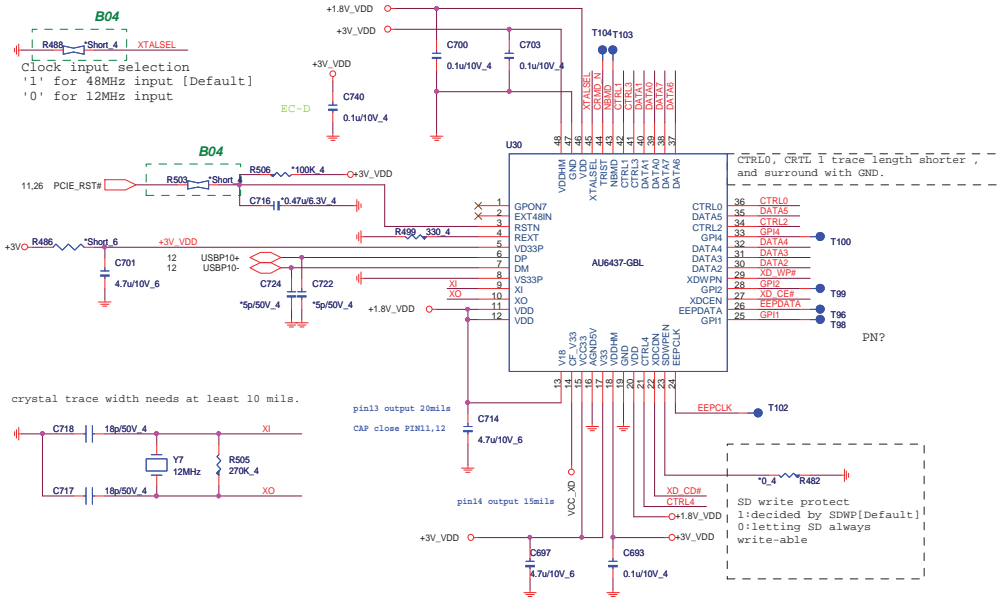 B04
R488
*Short_4
XTALSEL
Clock input selection
'1' for 48MHz input [Default]
'0' for 12MHz input
+1.8V_VDD
+3V_VDD
C700
0.1u/10V_4
C703
0.1u/10V_4
+3V_VDD
C740
0.1u/10V_4
EC-D
T104
T103
XTALSEL
CRMD_N
NBMD
CTRL1
CTRL3
DATA1
DATA0
DATA7
DATA6
48
47
46
45
44
43
42
41
40
39
38
37
U30
VDDHM
GND
VDD
XTALSEL
TRIST
NBMD
CTRL1
CTRL3
DATA1
DATA0
DATA7
DATA6
CTRL0, CRTL 1 trace length shorter ,
and surround with GND.
B04
11,26 PCIE_RST#
R503
*Short_4
R506
*100K_4
+3V_VDD
C716
*0.47u/6.3V_4
R499
330_4
+3V
R486
*Short_6
+3V_VDD
C701
4.7u/10V_6
12 USBP10+
12 USBP10-
C724
*5p/50V_4
C722
*5p/50V_4
XI
XO
+1.8V_VDD
1 GPON7
2 EXT48IN
3 RSTN
4 REXT
5 VD33P
6 DP
7 DM
8 VS33P
9 XI
10 XO
11 VDD
12 VDD
AU6437-GBL
CTRL0 36 CTRL0
DATA5 35 DATA5
CTRL2 34 CTRL2
GPI4 33 GPI4
T100
DATA4 32 DATA4
DATA3 31 DATA3
DATA2 30 DATA2
XDWPN 29 XD_WP#
GPI2 28 GPI2
T99
XDCEN 27 XD_CE#
EEPDATA 26 EEPDATA
T96
GPI1 25 GPI1
T98
PN?
V18
CF_V33
VCC33
AGND5V
V33
VDDHM
GND
VDD
CTRL4
XDCDN
SDWPEN
EEPCLK
13
14
15
16
17
18
19
20
21
22
23
24
EEPCLK
T102
crystal trace width needs at least 10 mils.
C718
18p/50V_4
XI
Y7
12MHz
R505
270K_4
C717
18p/50V_4
XO
pin13 output 20mils
CAP close PIN11,12
C714
4.7u/10V_6
pin14 output 15mils
VCC_XD
XD_CD#
CTRL4
+1.8V_VDD
+3V_VDD
+3V_VDD
C697
4.7u/10V_6
C693
0.1u/10V_4
*0_4
R482
SD write protect
1:decided by SDWP[Default]
0:letting SD always
write-able